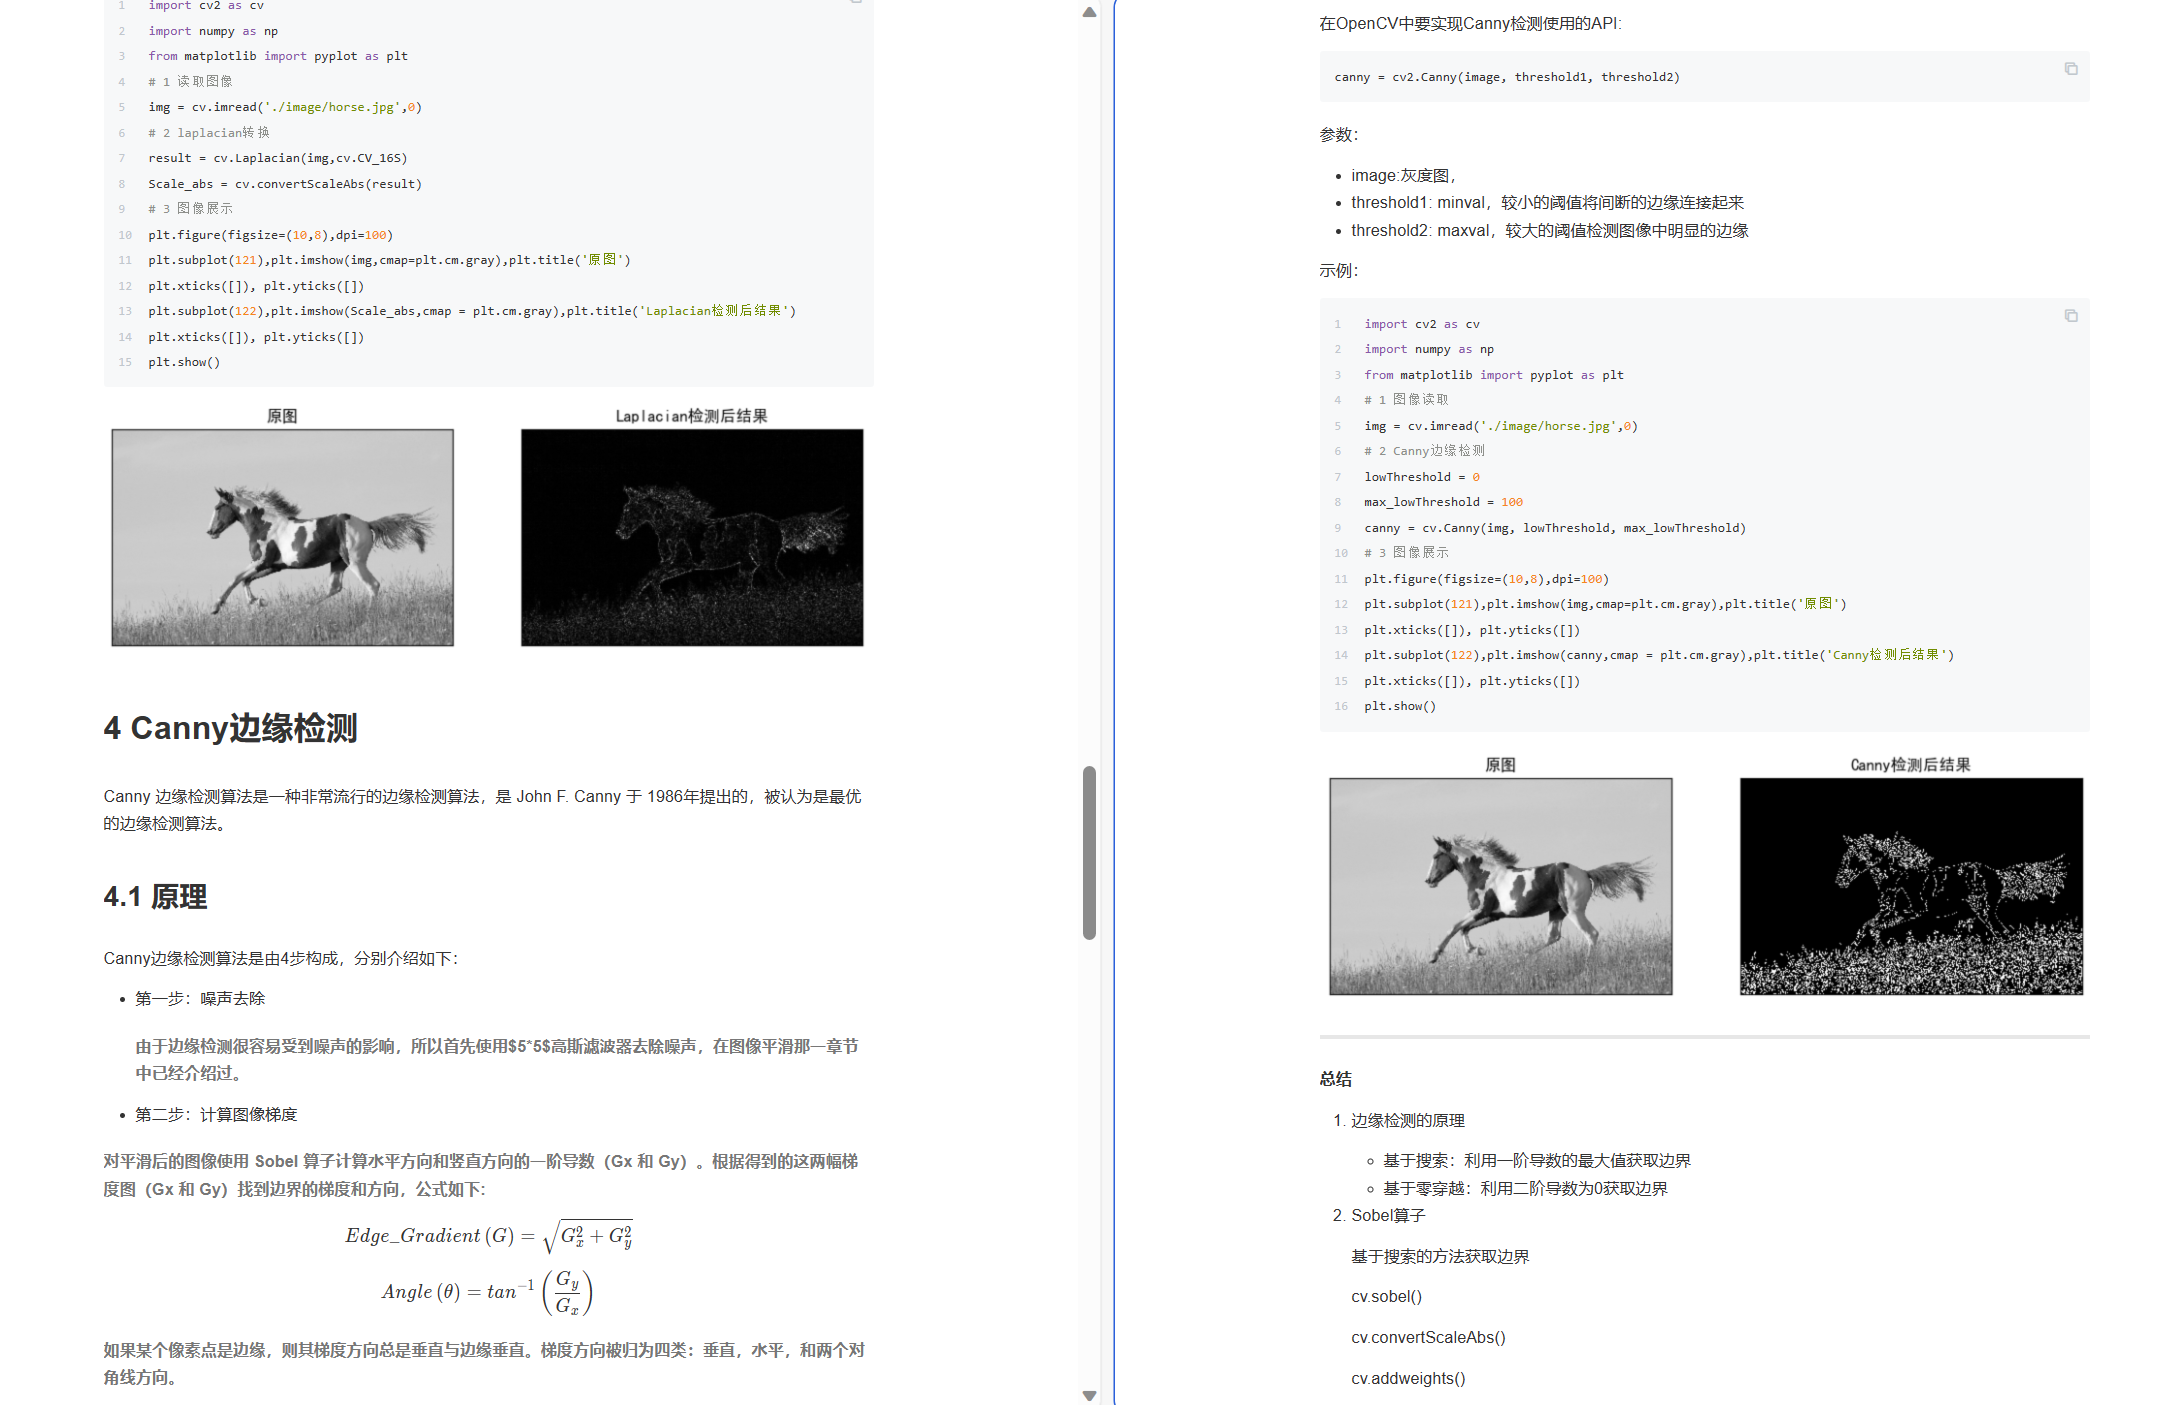 1 import cv2 as cv
2 import numpy as np
3 from matplotlib import pyplot as plt
4 # 1 读取图像
5 img = cv.imread('./image/horse.jpg',0)
6 # 2 laplacian转换
7 result = cv.Laplacian(img,cv.CV_16S)
8 Scale_abs = cv.convertScaleAbs(result)
9 # 3 图像展示
10 plt.figure(figsize=(10,8),dpi=100)
11 plt.subplot(121),plt.imshow(img,cmap=plt.cm.gray),plt.title('原图')
12 plt.xticks([]), plt.yticks([])
13 plt.subplot(122),plt.imshow(Scale_abs,cmap = plt.cm.gray),plt.title('Laplacian检测后结果')
14 plt.xticks([]), plt.yticks([])
15 plt.show()
原图
Laplacian检测后结果
4 Canny边缘检测
Canny 边缘检测算法是一种非常流行的边缘检测算法，是 John F. Canny 于 1986年提出的，被认为是最优
的边缘检测算法。
4.1 原理
Canny边缘检测算法是由4步构成，分别介绍如下：
• 第一步：噪声去除
由于边缘检测很容易受到噪声的影响，所以首先使用$5*5$高斯滤波器去除噪声，在图像平滑那一章节
中已经介绍过。
• 第二步：计算图像梯度
对平滑后的图像使用 Sobel 算子计算水平方向和竖直方向的一阶导数（Gx 和 Gy）。根据得到的这两幅梯
度图（Gx 和 Gy）找到边界的梯度和方向，公式如下:
Edge_Gradient (G) = √(G_x^2 + G_y^2)
Angle (θ) = tan^{-1} (G_y / G_x)
如果某个像素点是边缘，则其梯度方向总是垂直与边缘垂直。梯度方向被归为四类：垂直，水平，和两个对
角线方向。
在OpenCV中要实现Canny检测使用的API:
canny = cv2.Canny(image, threshold1, threshold2)
参数：
• image:灰度图，
• threshold1: minval，较小的阈值将间断的边缘连接起来
• threshold2: maxval，较大的阈值检测图像中明显的边缘
示例：
1 import cv2 as cv
2 import numpy as np
3 from matplotlib import pyplot as plt
4 # 1 图像读取
5 img = cv.imread('./image/horse.jpg',0)
6 # 2 Canny边缘检测
7 lowThreshold = 0
8 max_lowThreshold = 100
9 canny = cv.Canny(img, lowThreshold, max_lowThreshold)
10 # 3 图像展示
11 plt.figure(figsize=(10,8),dpi=100)
12 plt.subplot(121),plt.imshow(img,cmap=plt.cm.gray),plt.title('原图')
13 plt.xticks([]), plt.yticks([])
14 plt.subplot(122),plt.imshow(canny,cmap = plt.cm.gray),plt.title('Canny检测后结果')
15 plt.xticks([]), plt.yticks([])
16 plt.show()
原图
Canny检测后结果
总结
1. 边缘检测的原理
◦ 基于搜索：利用一阶导数的最大值获取边界
◦ 基于零穿越：利用二阶导数为0获取边界
2. Sobel算子
基于搜索的方法获取边界
cv.sobel()
cv.convertScaleAbs()
cv.addweights()